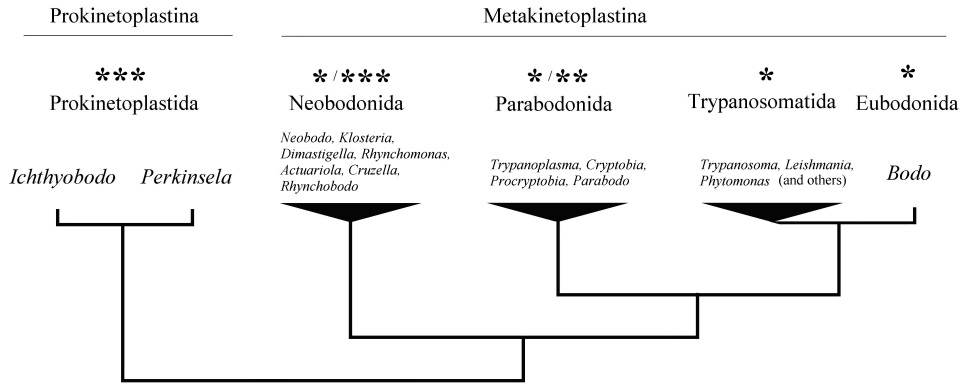 Prokinetoplastina
Metakinetoplastina
***
*/***
*/**
*
*
Prokinetoplastida
Neobodonida
Parabodonida
Trypanosomatida
Eubodonida
Ichthyobodo
Perkinsela
Neobodo, Klosteria,
Dimastigella, Rhynchomonas,
Actuariola, Cruzella,
Rhynchobodo
Trypanoplasma, Cryptobia,
Procryptobia, Parabodo
Trypanosoma, Leishmania,
Phytomonas (and others)
Bodo